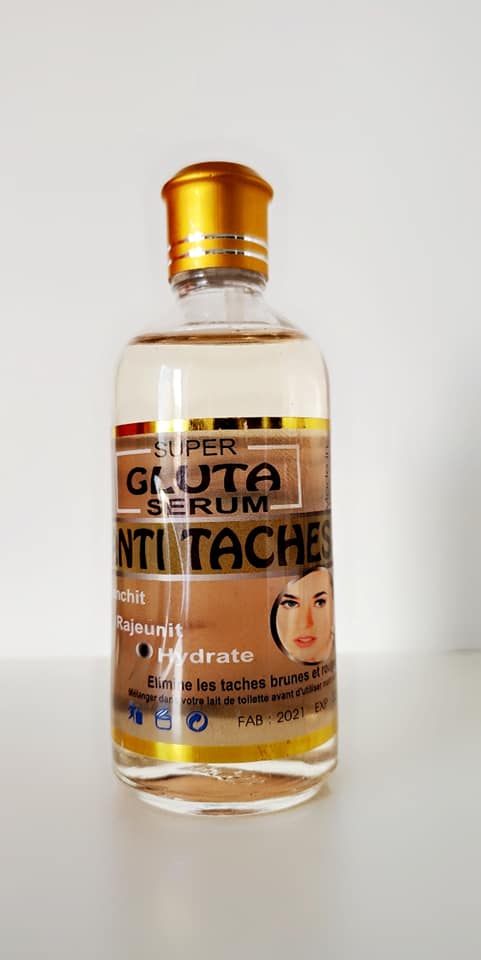 SUPER
GLUTA
SERUM
NTI TACHES
nchit
Rajeunit
Hydrate
Elimine les taches brunes et roug
Mélanger dans votre lait de toilette avant d'utiliser
FAB : 2021 EXP